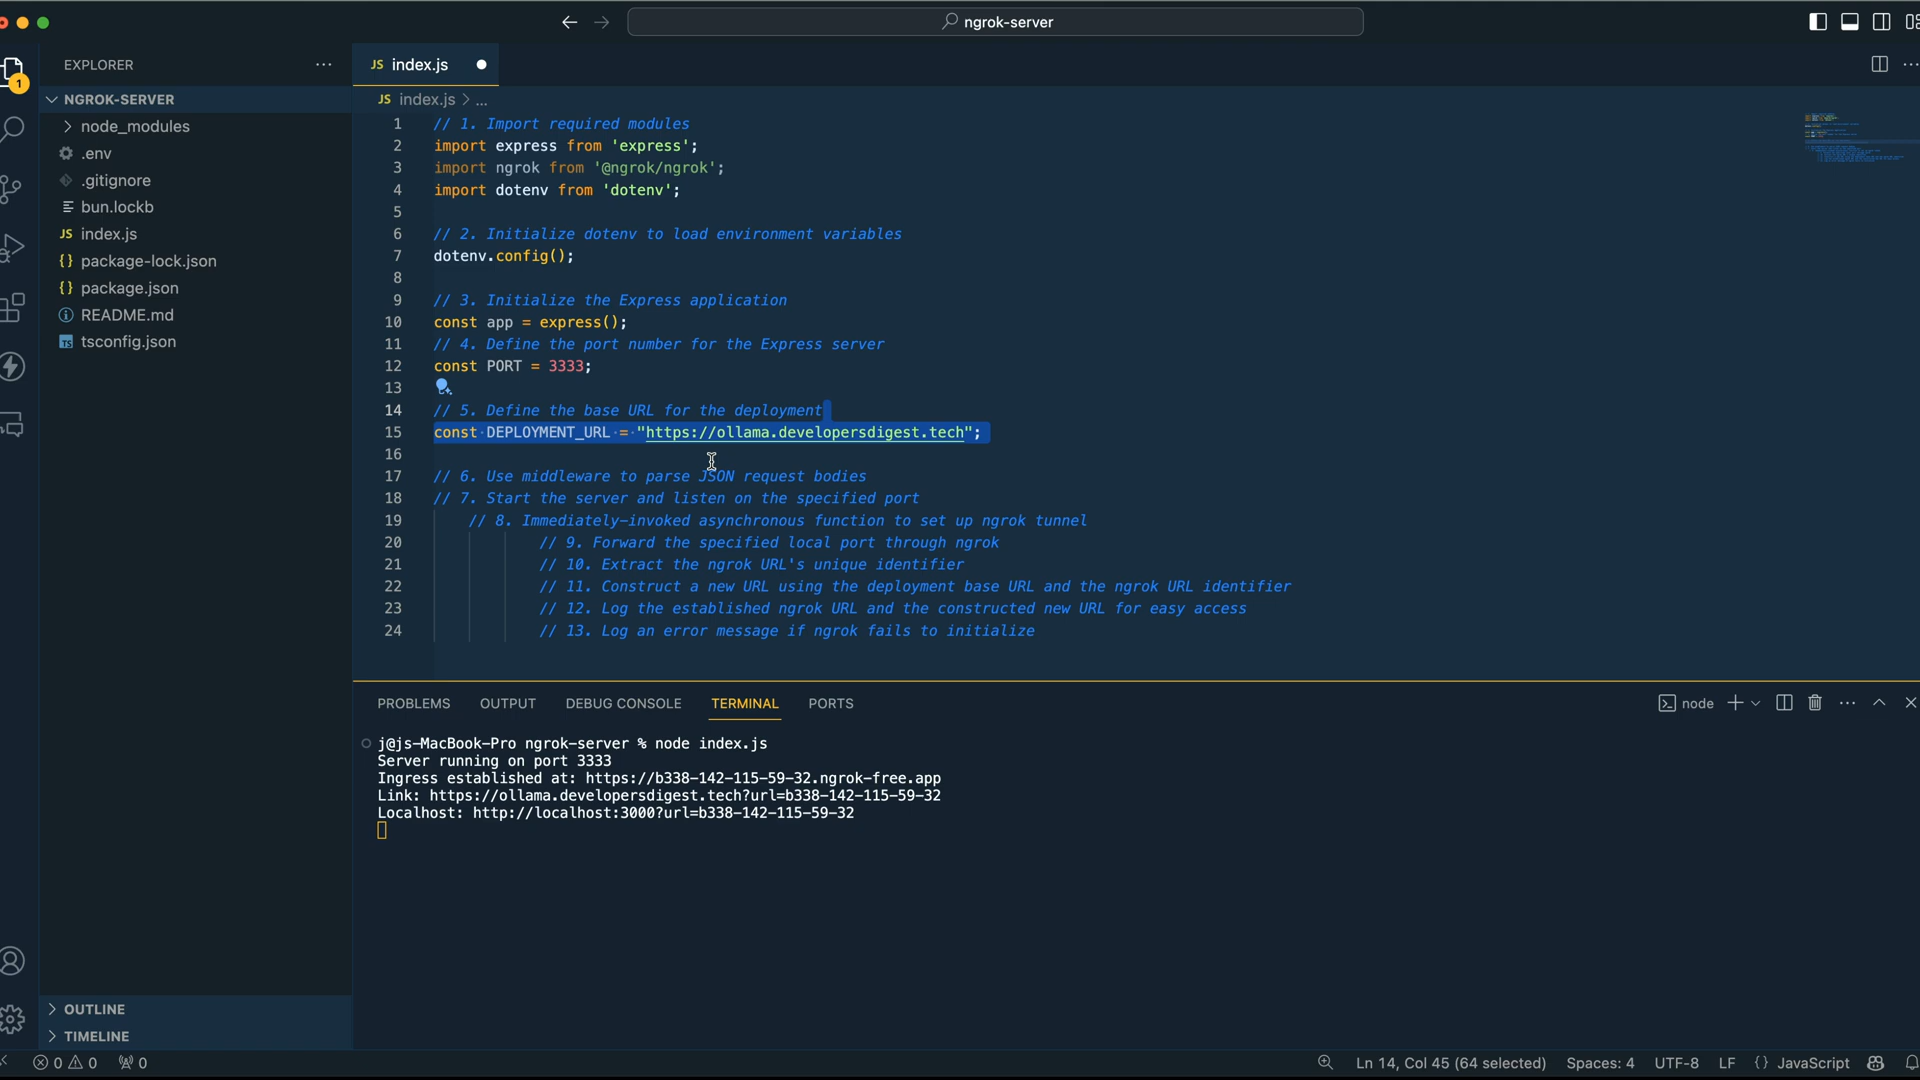 ngrok-server
EXPLORER
JS index.js
1
NGROK-SERVER
node_modules
.env
.gitignore
bun.lockb
JS index.js
{} package-lock.json
{} package.json
README.md
TS tsconfig.json
JS index.js > ...
1 // 1. Import required modules
2 import express from 'express';
3 import ngrok from '@ngrok/ngrok';
4 import dotenv from 'dotenv';
5
6 // 2. Initialize dotenv to load environment variables
7 dotenv.config();
8
9 // 3. Initialize the Express application
10 const app = express();
11 // 4. Define the port number for the Express server
12 const PORT = 3333;
13
14 // 5. Define the base URL for the deployment
15 const DEPLOYMENT_URL = "https://ollama.developersdigest.tech";
16
17 // 6. Use middleware to parse JSON request bodies
18 // 7. Start the server and listen on the specified port
19 // 8. Immediately-invoked asynchronous function to set up ngrok tunnel
20 // 9. Forward the specified local port through ngrok
21 // 10. Extract the ngrok URL's unique identifier
22 // 11. Construct a new URL using the deployment base URL and the ngrok URL identifier
23 // 12. Log the established ngrok URL and the constructed new URL for easy access
24 // 13. Log an error message if ngrok fails to initialize
PROBLEMS OUTPUT DEBUG CONSOLE TERMINAL PORTS
node
j@js-MacBook-Pro ngrok-server % node index.js
Server running on port 3333
Ingress established at: https://b338-142-115-59-32.ngrok-free.app
Link: https://ollama.developersdigest.tech?url=b338-142-115-59-32
Localhost: http://localhost:3000?url=b338-142-115-59-32
OUTLINE
TIMELINE
0 0 0
Ln 14, Col 45 (64 selected) Spaces: 4 UTF-8 LF {} JavaScript